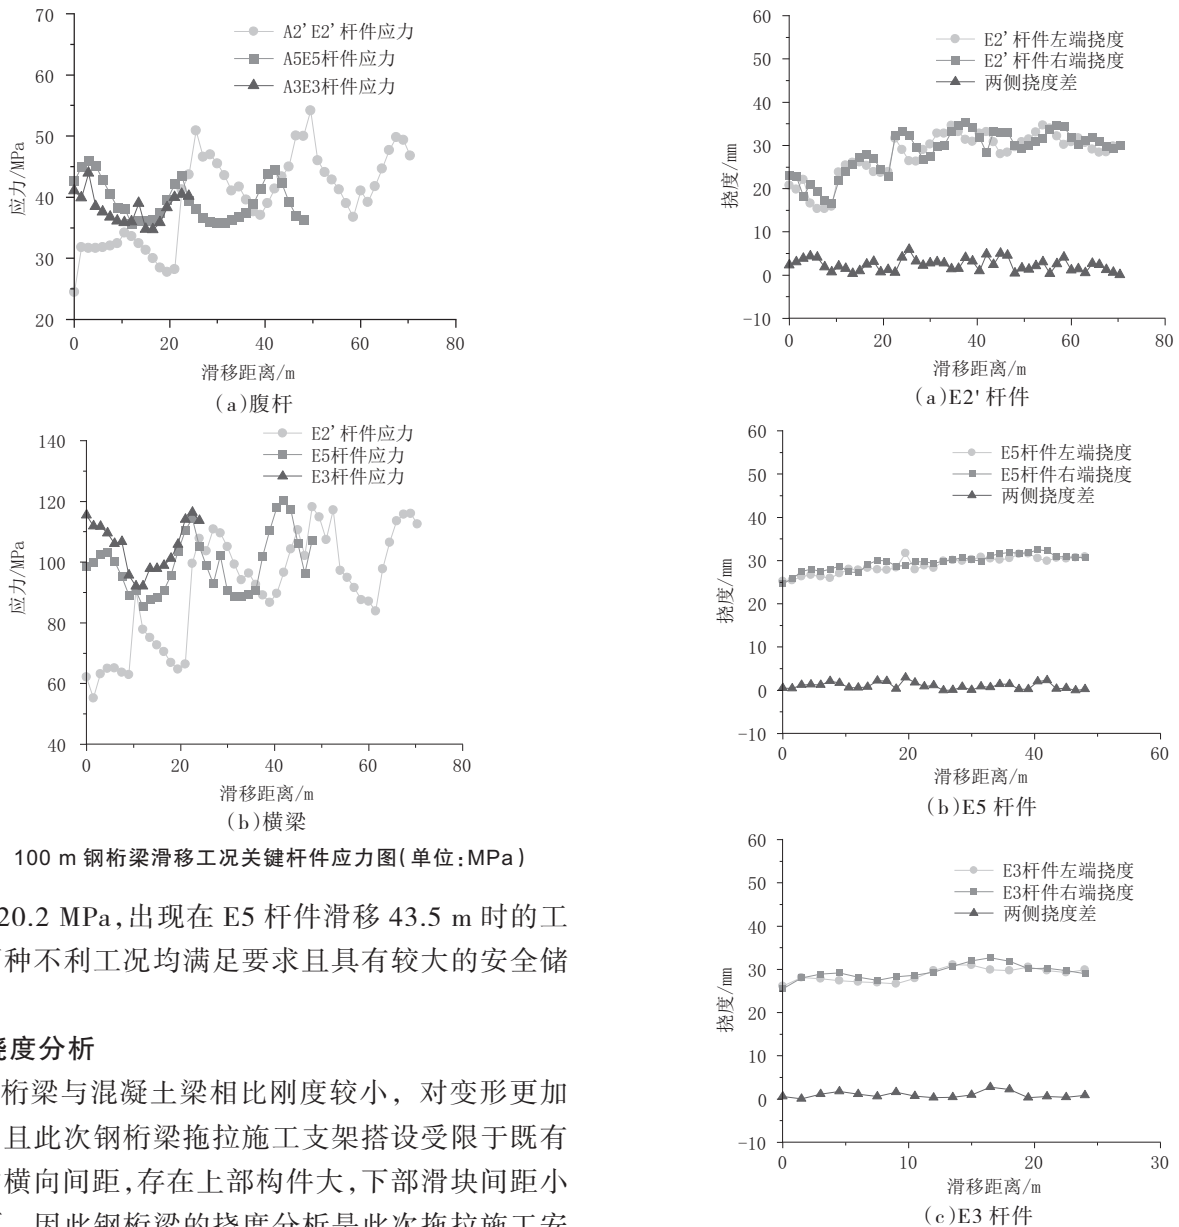 70
60
50
40
30
20
应力/MPa
A2’E2’杆件应力
A5E5杆件应力
A3E3杆件应力
0 20 40 60 80
滑移距离/m
(a)腹杆
140
120
100
80
60
40
应力/MPa
E2’杆件应力
E5杆件应力
E3杆件应力
0 20 40 60 80
滑移距离/m
(b)横梁
100 m 钢桁梁滑移工况关键杆件应力图(单位:MPa)
20.2 MPa,出现在 E5 杆件滑移 43.5 m 时的工
种不利工况均满足要求且具有较大的安全储
度分析
桁梁与混凝土梁相比刚度较小，对变形更加
且此次钢桁梁拖拉施工支架搭设受限于既有
横向间距,存在上部构件大,下部滑块间距小
因此钢桁梁的挠度分析是此次拖拉施工安
60
50
40
30
20
10
0
-10
挠度/mm
E2’杆件左端挠度
E2’杆件右端挠度
两侧挠度差
0 20 40 60 80
滑移距离/m
(a)E2' 杆件
60
50
40
30
20
10
0
-10
挠度/mm
E5杆件左端挠度
E5杆件右端挠度
两侧挠度差
0 20 40 60
滑移距离/m
(b)E5 杆件
60
50
40
30
20
10
0
-10
挠度/mm
E3杆件左端挠度
E3杆件右端挠度
两侧挠度差
0 10 20 30
滑移距离/m
(c)E3 杆件